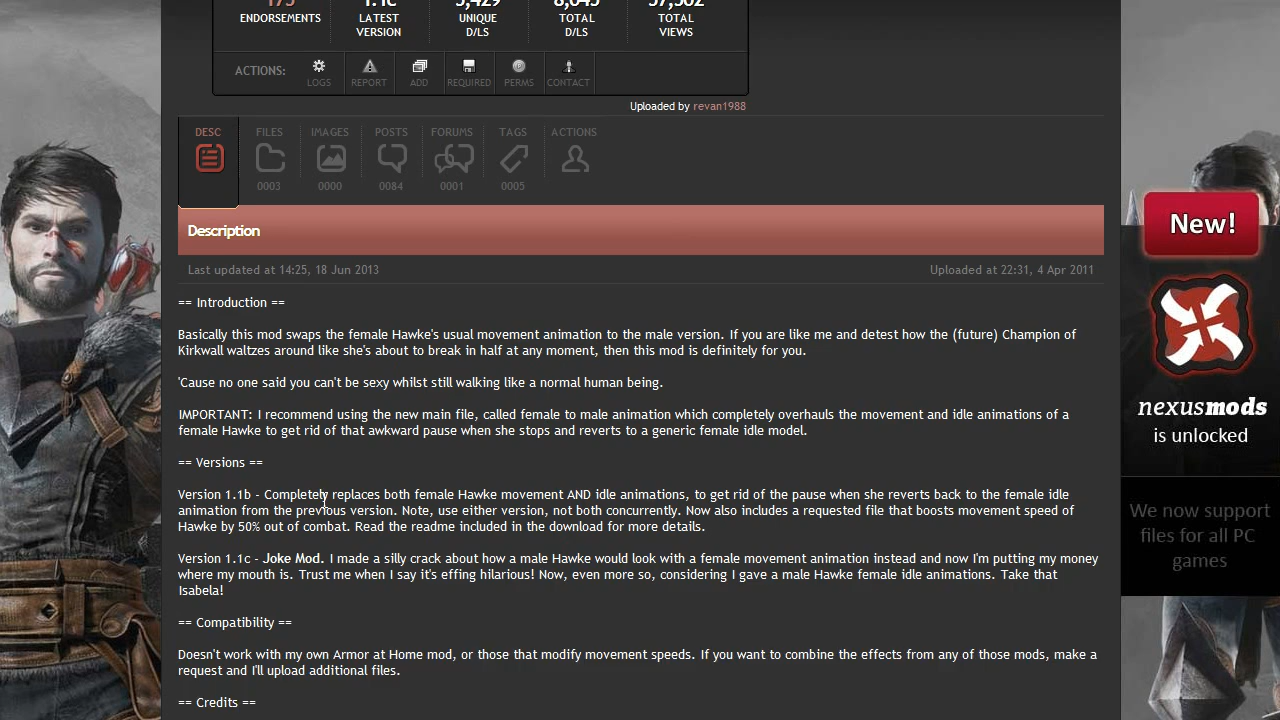 ENDORSEMENTS
LATEST
VERSION
UNIQUE
D/LS
TOTAL
D/LS
TOTAL
VIEWS
ACTIONS:
LOGS
REPORT
ADD
REQUIRED
PERMS
CONTACT
Uploaded by revan1988
DESC
FILES
IMAGES
POSTS
FORUMS
TAGS
ACTIONS
0003
0000
0084
0001
0005
Description
Last updated at 14:25, 18 Jun 2013
Uploaded at 22:31, 4 Apr 2011
== Introduction ==
Basically this mod swaps the female Hawke's usual movement animation to the male version. If you are like me and detest how the (future) Champion of
Kirkwall waltzes around like she's about to break in half at any moment, then this mod is definitely for you.
'Cause no one said you can't be sexy whilst still walking like a normal human being.
IMPORTANT: I recommend using the new main file, called female to male animation which completely overhauls the movement and idle animations of a
female Hawke to get rid of that awkward pause when she stops and reverts to a generic female idle model.
== Versions ==
Version 1.1b - Completely replaces both female Hawke movement AND idle animations, to get rid of the pause when she reverts back to the female idle
animation from the previous version. Note, use either version, not both concurrently. Now also includes a requested file that boosts movement speed of
Hawke by 50% out of combat. Read the readme included in the download for more details.
Version 1.1c - Joke Mod. I made a silly crack about how a male Hawke would look with a female movement animation instead and now I'm putting my money
where my mouth is. Trust me when I say it's effing hilarious! Now, even more so, considering I gave a male Hawke female idle animations. Take that
Isabela!
== Compatibility ==
Doesn't work with my own Armor at Home mod, or those that modify movement speeds. If you want to combine the effects from any of those mods, make a
request and I'll upload additional files.
== Credits ==
New!
nexusmods
is unlocked
We now support
files for all PC
games